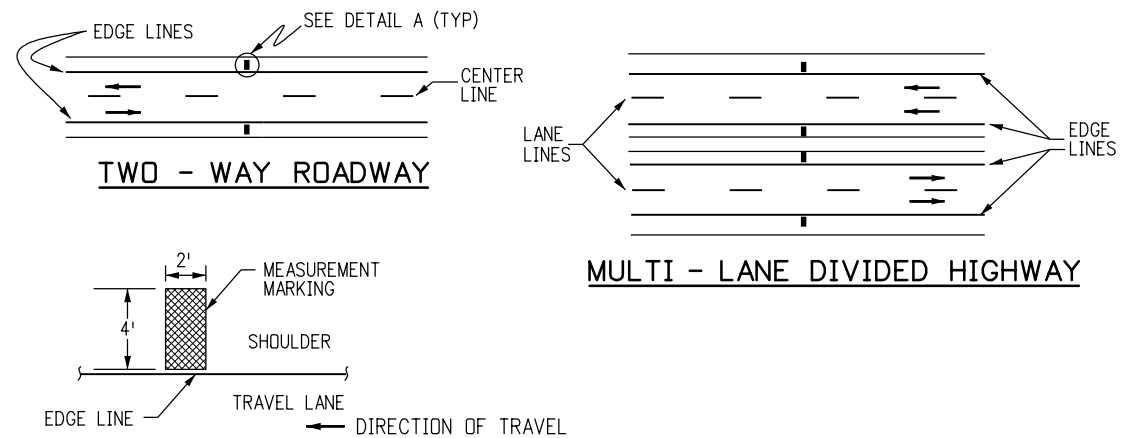 EDGE LINES
SEE DETAIL A (TYP)
CENTER
LINE
TWO - WAY ROADWAY
LANE
LINES
EDGE
LINES
MULTI - LANE DIVIDED HIGHWAY
2'
MEASUREMENT
MARKING
4'
SHOULDER
EDGE LINE
TRAVEL LANE
DIRECTION OF TRAVEL